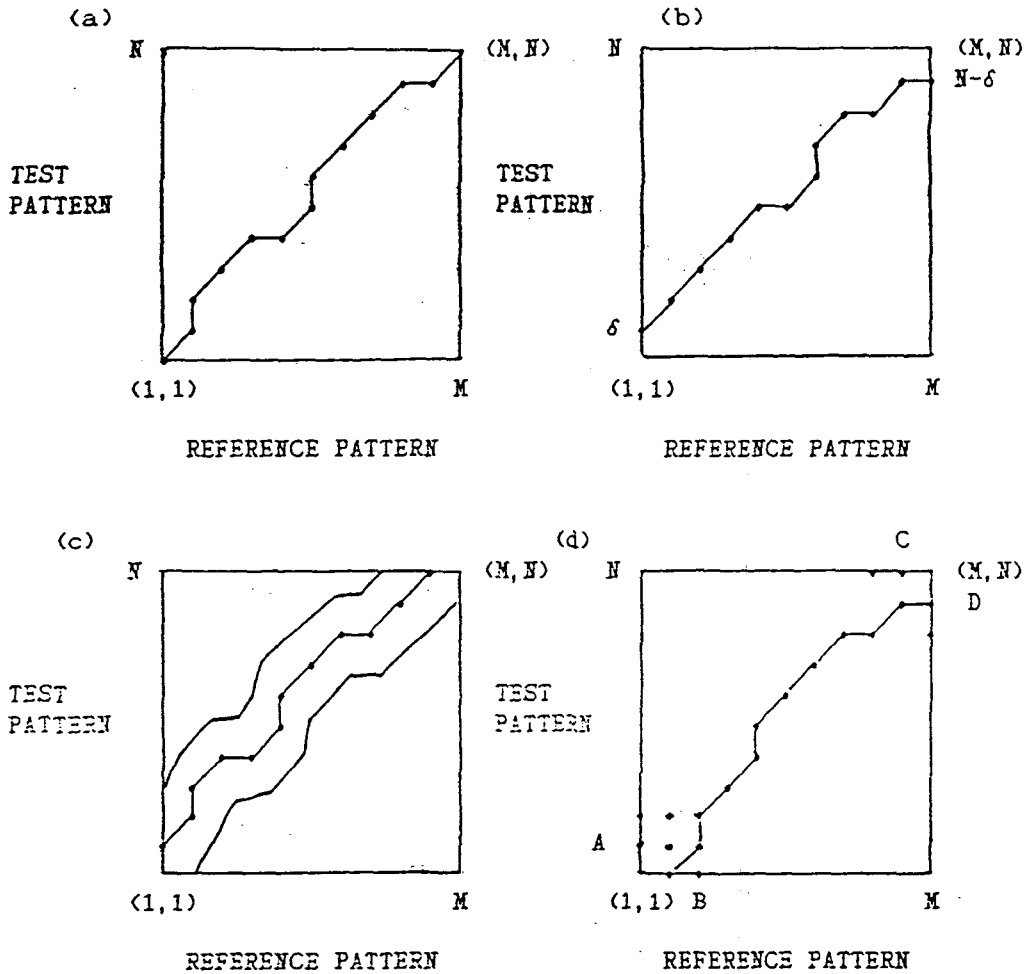 (a)
N
(M,N)
TEST
PATTERN
(1,1)
M
REFERENCE PATTERN
(b)
N
(M,N)
N-δ
TEST
PATTERN
δ
(1,1)
M
REFERENCE PATTERN
(c)
N
(M,N)
TEST
PATTERN
(1,1)
M
REFERENCE PATTERN
(d)
C
N
(M,N)
D
TEST
PATTERN
A
(1,1) B
M
REFERENCE PATTERN